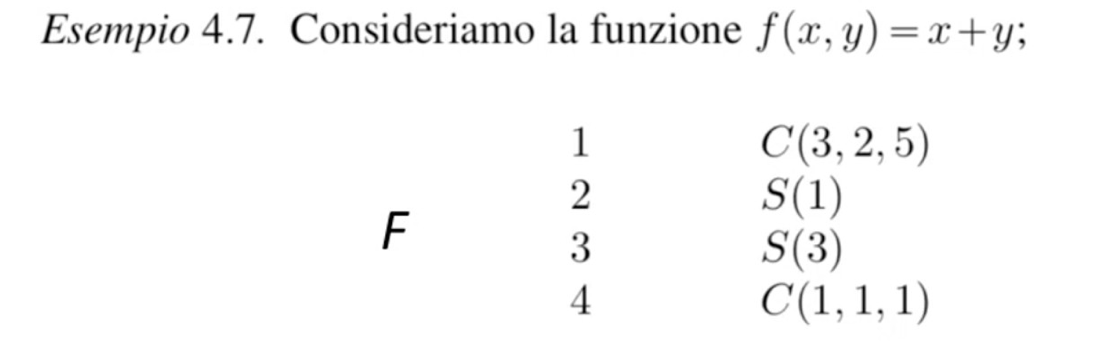 Esempio 4.7. Consideriamo la funzione f(x, y) = x+y;
1 C(3, 2, 5)
2 S(1)
F
3 S(3)
4 C(1, 1, 1)